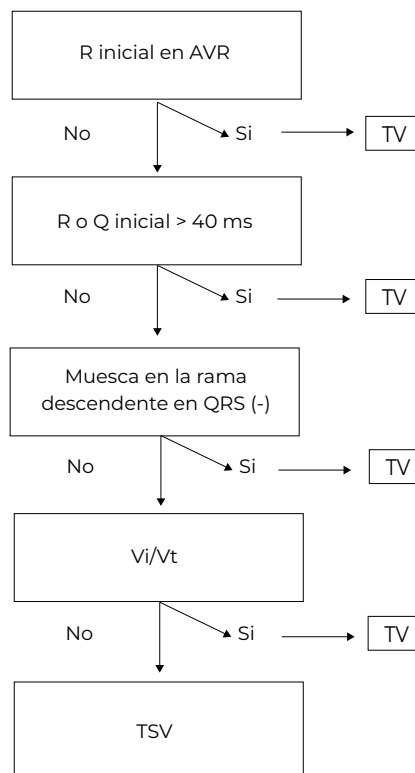 R inicial en AVR
No
Si
TV
R o Q inicial > 40 ms
No
Si
TV
Muesca en la rama
descendente en QRS (-)
No
Si
TV
Vi/Vt
No
Si
TV
TSV